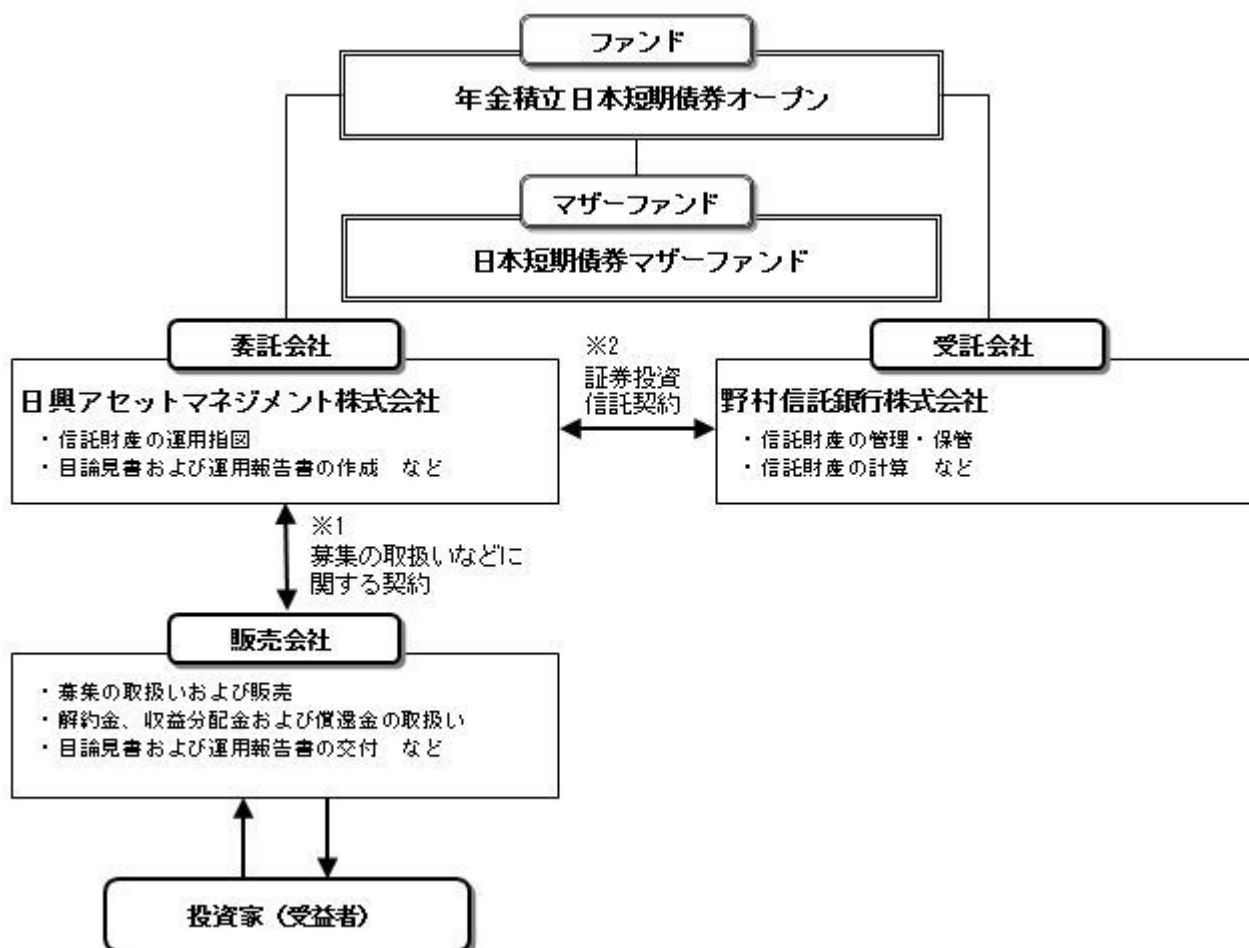 ファンド
年金積立日本短期債券オープン
マザーファンド
日本短期債券マザーファンド
委託会社
日興アセットマネジメント株式会社
・信託財産の運用指図
・目論見書および運用報告書の作成 など
※2
証券投資
信託契約
受託会社
野村信託銀行株式会社
・信託財産の管理・保管
・信託財産の計算 など
※1
募集の取扱いなどに
関する契約
販売会社
・募集の取扱いおよび販売
・解約金、収益分配金および償還金の取扱い
・目論見書および運用報告書の交付 など
投資家（受益者）